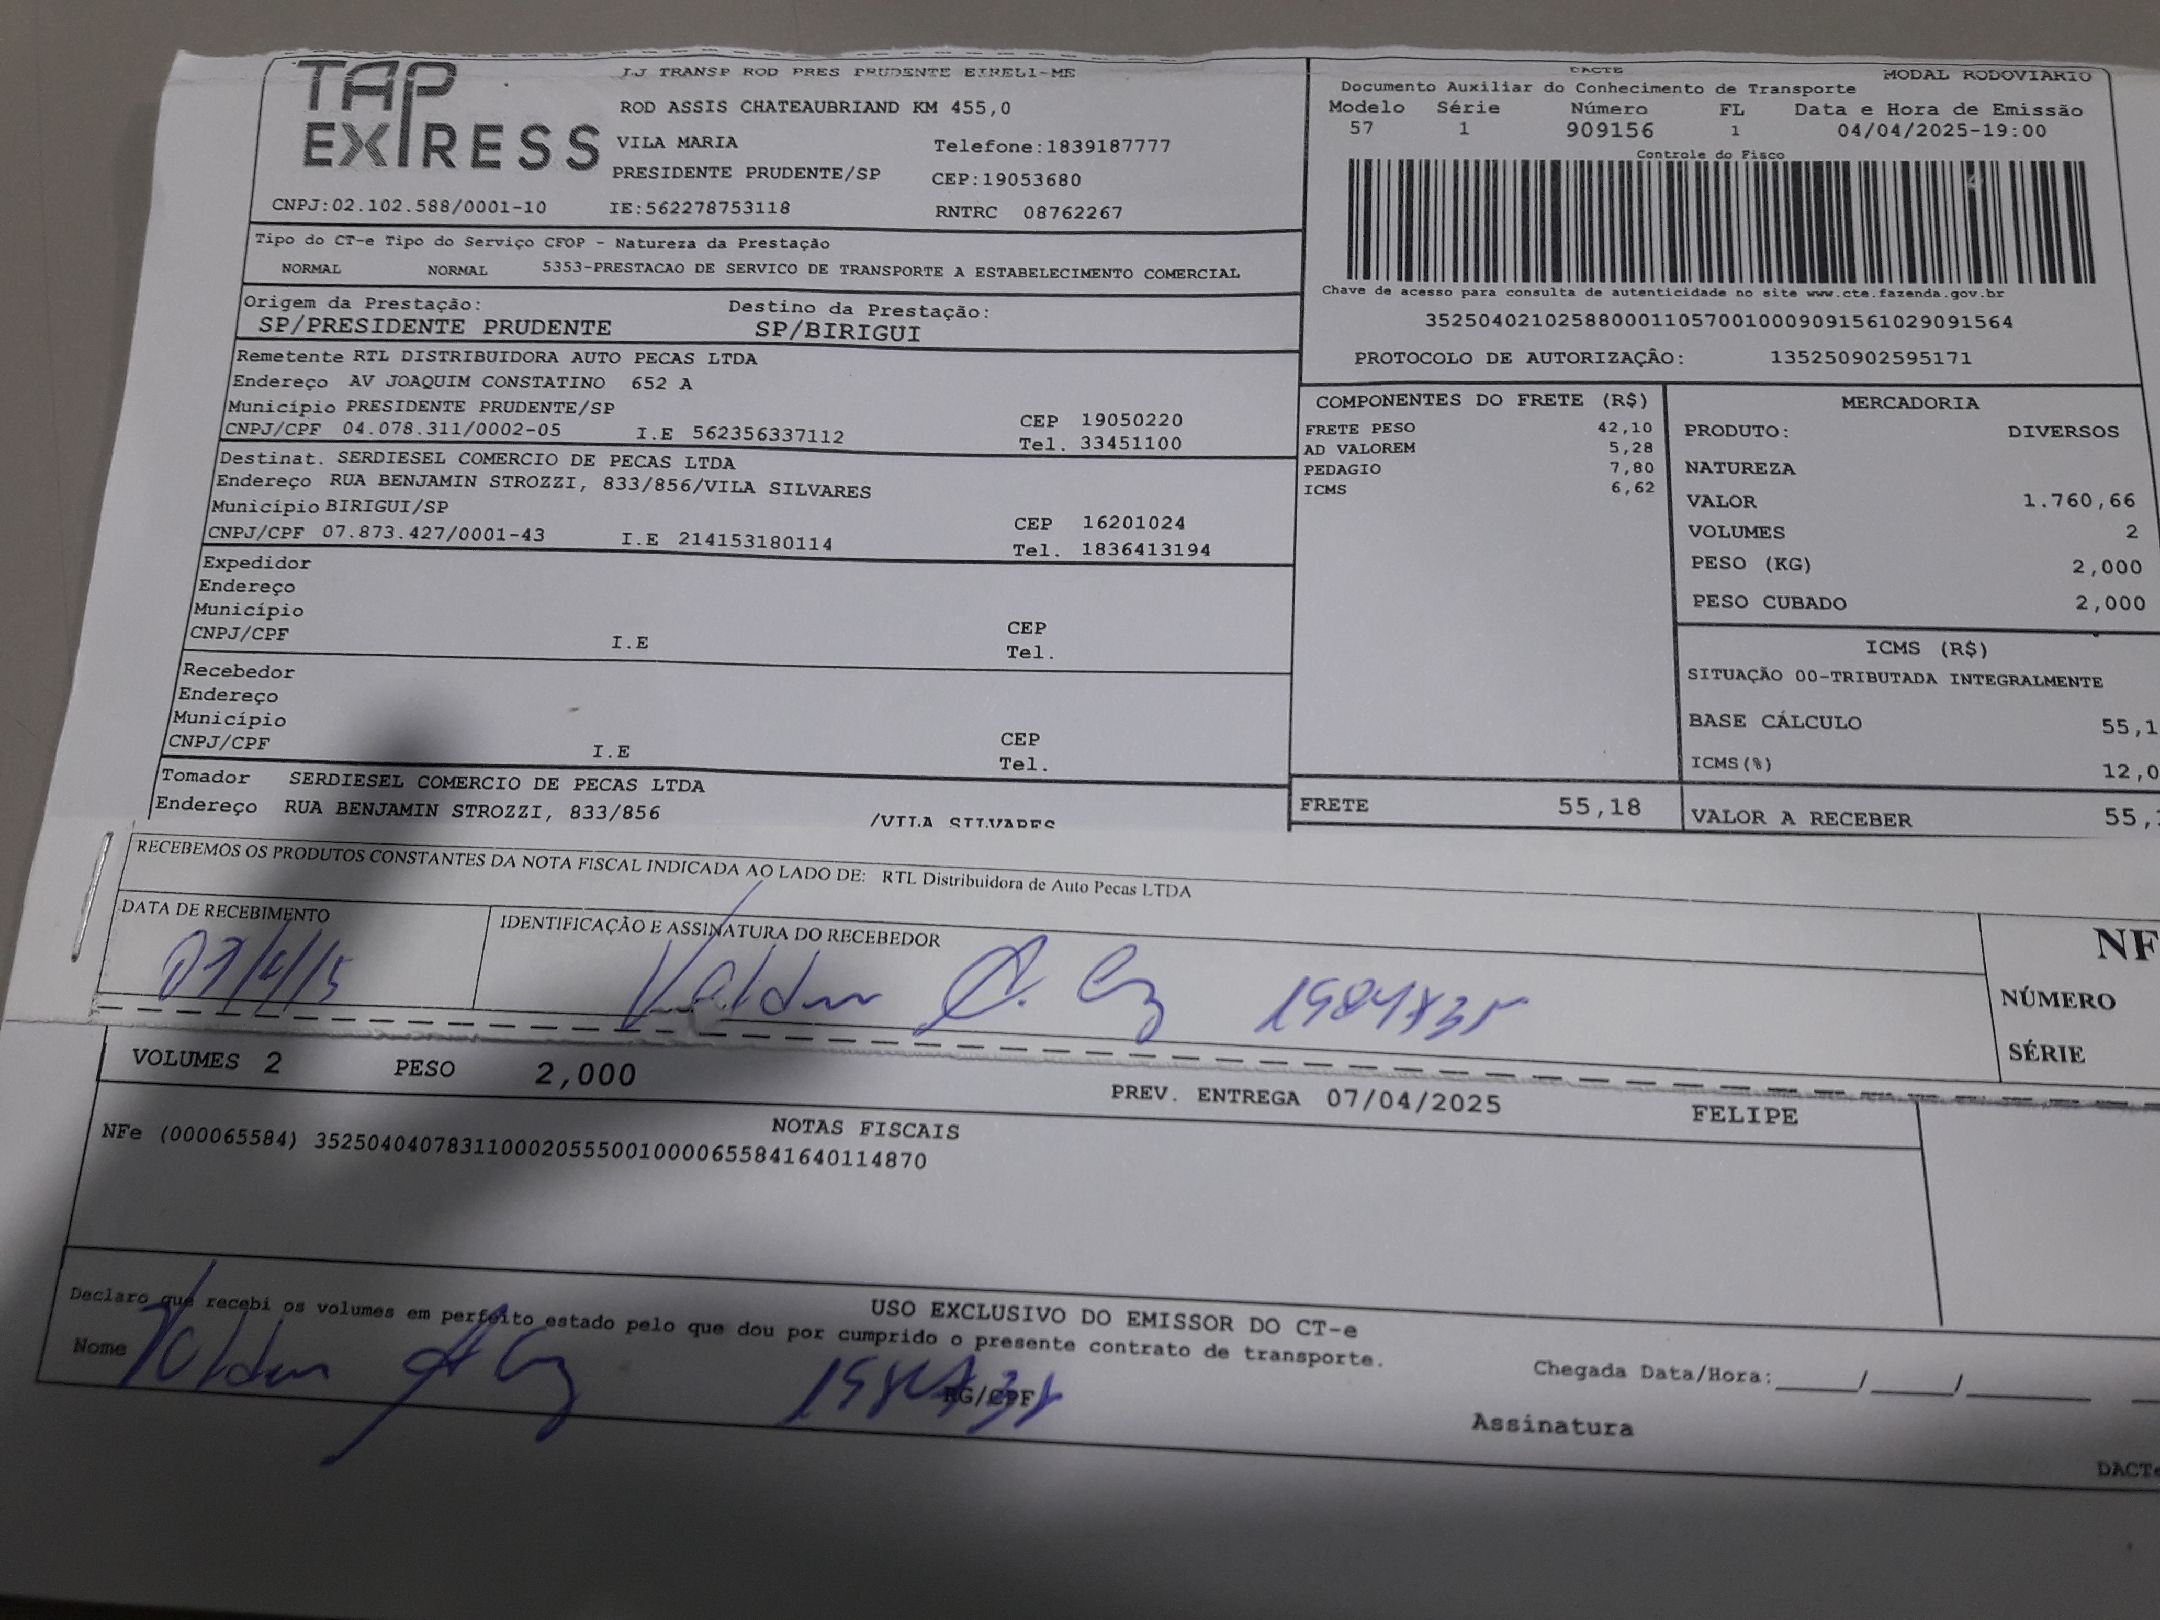 TAP EXPRESS
IJ TRANSP ROD PRES PRUDENTE EIRELI-ME
ROD ASSIS CHATEAUBRIAND KM 455,0
VILA MARIA Telefone:1839187777
PRESIDENTE PRUDENTE/SP CEP:19053680
CNPJ:02.102.588/0001-10 IE:562278753118 RNTRC 08762267
Tipo do CT-e Tipo do Serviço CFOP - Natureza da Prestação
NORMAL NORMAL 5353-PRESTACAO DE SERVICO DE TRANSPORTE A ESTABELECIMENTO COMERCIAL
Origem da Prestação: Destino da Prestação:
SP/PRESIDENTE PRUDENTE SP/BIRIGUI
Remetente RTL DISTRIBUIDORA AUTO PECAS LTDA
Endereço AV JOAQUIM CONSTATINO 652 A
Município PRESIDENTE PRUDENTE/SP CEP 19050220
CNPJ/CPF 04.078.311/0002-05 I.E 562356337112 Tel. 33451100
Destinat. SERDIESEL COMERCIO DE PECAS LTDA
Endereço RUA BENJAMIN STROZZI, 833/856/VILA SILVARES
Município BIRIGUI/SP CEP 16201024
CNPJ/CPF 07.873.427/0001-43 I.E 214153180114 Tel. 1836413194
Expedidor
Endereço
Município CEP
CNPJ/CPF I.E Tel.
Recebedor
Endereço
Município CEP
CNPJ/CPF I.E Tel.
Tomador SERDIESEL COMERCIO DE PECAS LTDA
Endereço RUA BENJAMIN STROZZI, 833/856 /VILA SILVARES
DACTE MODAL RODOVIARIO
Documento Auxiliar do Conhecimento de Transporte
Modelo Série Número FL Data e Hora de Emissão
57 1 909156 1 04/04/2025-19:00
Controle do Fisco
Chave de acesso para consulta de autenticidade no site www.cte.fazenda.gov.br
35250402102588000110570010009091561029091564
PROTOCOLO DE AUTORIZAÇÂO: 135250902595171
COMPONENTES DO FRETE (R$)
FRETE PESO 42,10
AD VALOREM 5,28
PEDAGIO 7,80
ICMS 6,62
FRETE 55,18
MERCADORIA
PRODUTO: DIVERSOS
NATUREZA
VALOR 1.760,66
VOLUMES 2
PESO (KG) 2,000
PESO CUBADO 2,000
ICMS (R$)
SITUAÇÃO 00-TRIBUTADA INTEGRALMENTE
BASE CÁLCULO 55,1
ICMS(%) 12,0
VALOR A RECEBER 55,
RECEBEMOS OS PRODUTOS CONSTANTES DA NOTA FISCAL INDICADA AO LADO DE: RTL Distribuidora de Auto Pecas LTDA
DATA DE RECEBIMENTO IDENTIFICAÇÃO E ASSINATURA DO RECEBEDOR
NF
NÚMERO
SÉRIE
VOLUMES 2 PESO 2,000 PREV. ENTREGA 07/04/2025 FELIPE
NOTAS FISCAIS
NFe (000065584) 35250404078311000205550010000655841640114870
USO EXCLUSIVO DO EMISSOR DO CT-e
Declaro que recebi os volumes em perfeito estado pelo que dou por cumprido o presente contrato de transporte.
Nome RG/CPF Chegada Data/Hora:_____/_____/_______
Assinatura
DACTe